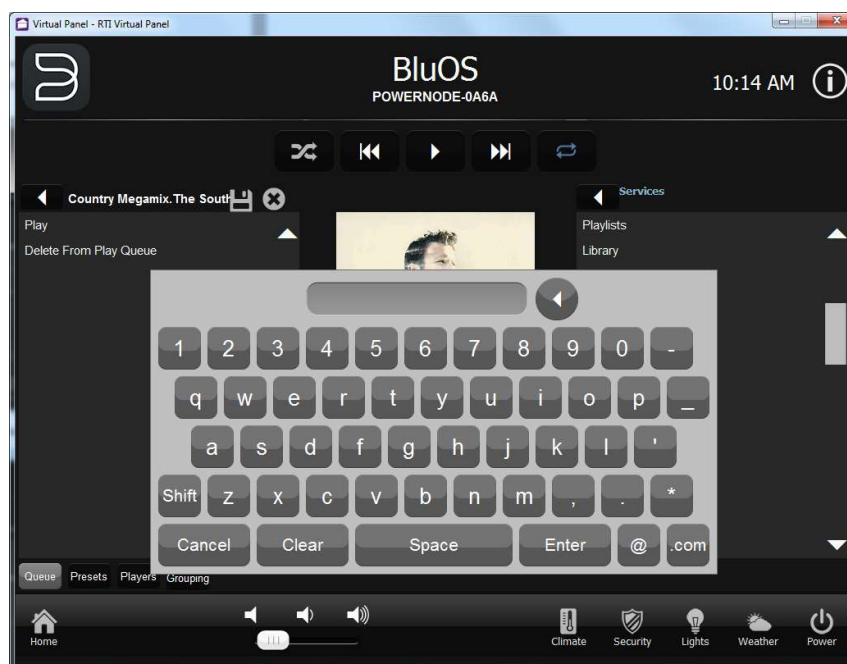 Virtual Panel - RTI Virtual Panel
BluOS
POWERNODE-0A6A
10:14 AM
Country Megamix.The South
Services
Play
Delete From Play Queue
Playlists
Library
1 2 3 4 5 6 7 8 9 0 -
q w e r t y u i o p _
a s d f g h j k l '
Shift z x c v b n m , . *
Cancel Clear Space Enter @ .com
Queue Presets Players Grouping
Home Climate Security Lights Weather Power